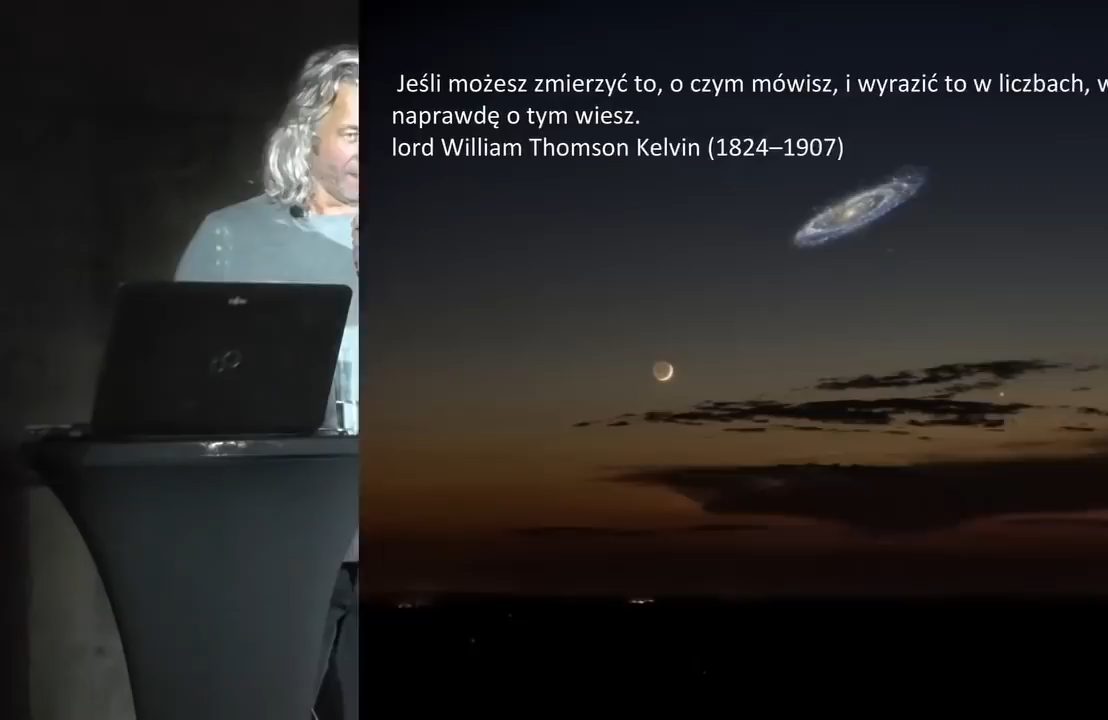 Jeśli możesz zmierzyć to, o czym mówisz, i wyrazić to w liczbach,
naprawdę o tym wiesz.
lord William Thomson Kelvin (1824–1907)